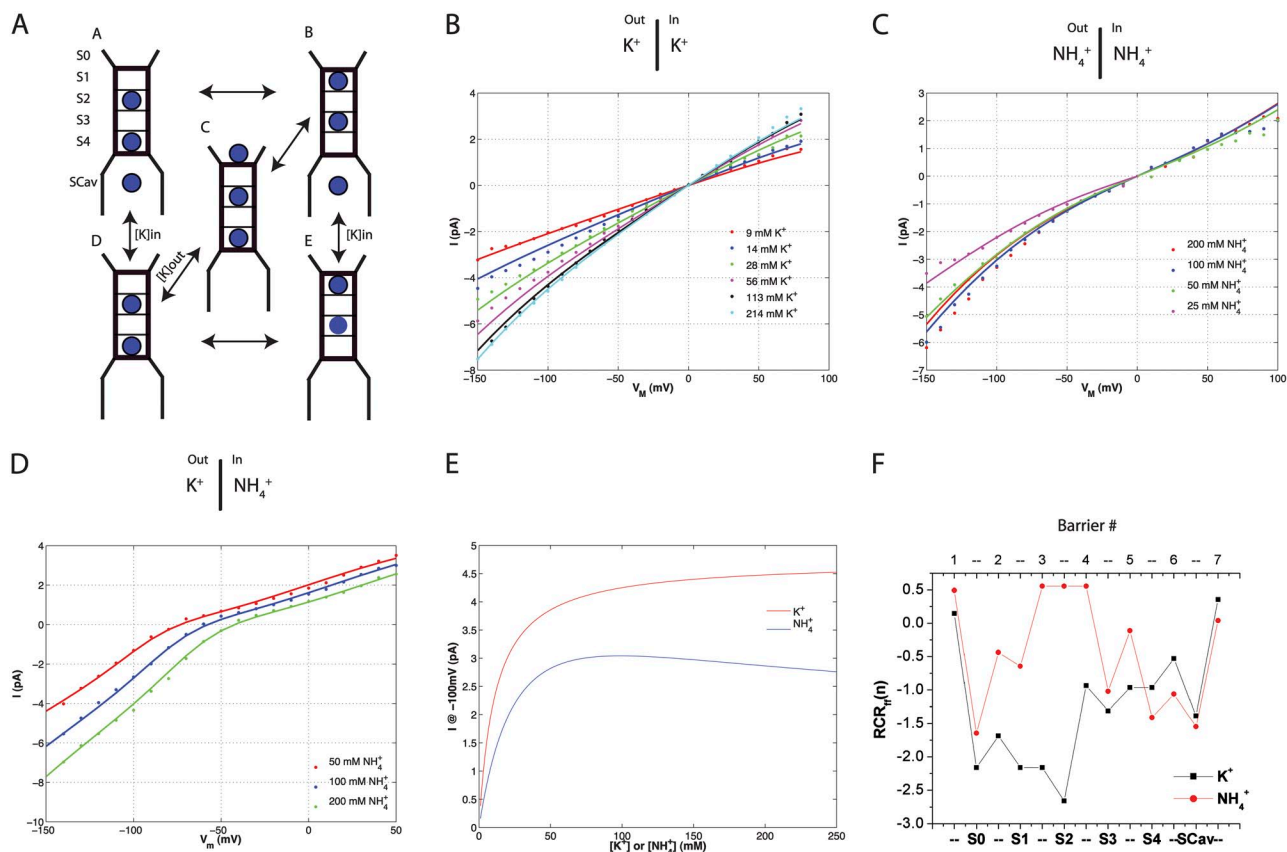 A
A
B
S0
S1
S2
S3
S4
C
SCav
[K]in
[K]in
D
E
[K]out
B
Out In
K+ K+
I (pA)
4
2
0
−2
−4
−6
−8
−150 −100 −50 0 50 100
VM (mV)
9 mM K+
14 mM K+
28 mM K+
56 mM K+
113 mM K+
214 mM K+
C
Out In
NH4+ NH4+
I (pA)
3
2
1
0
−1
−2
−3
−4
−5
−6
−7
−150 −100 −50 0 50 100
VM (mV)
200 mM NH4+
100 mM NH4+
50 mM NH4+
25 mM NH4+
D
Out In
K+ NH4+
I (pA)
4
2
0
−2
−4
−6
−8
−10
−150 −100 −50 0 50
Vm (mV)
50 mM NH4+
100 mM NH4+
200 mM NH4+
E
I @ −100mV (pA)
5
4.5
4
3.5
3
2.5
2
1.5
1
0.5
0
0 50 100 150 200 250
[K+] or [NH4+] (mM)
K+
NH4+
F
Barrier #
1 -- 2 -- 3 -- 4 -- 5 -- 6 -- 7
RCRff(n)
0.5
0.0
-0.5
-1.0
-1.5
-2.0
-2.5
-3.0
K+
NH4+
-- S0 -- S1 -- S2 -- S3 -- S4 --SCav--